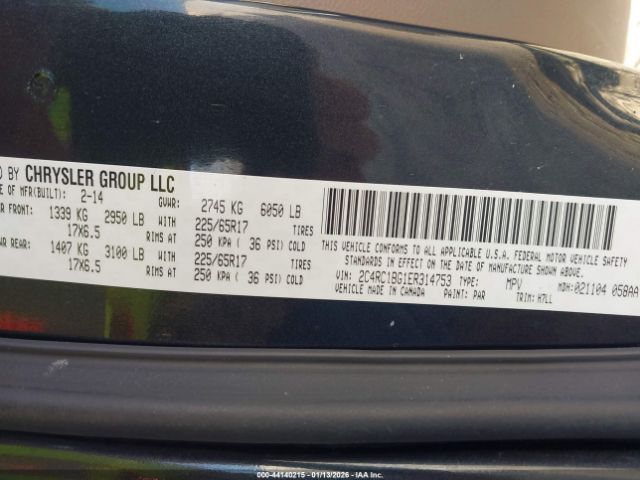 D BY CHRYSLER GROUP LLC
E OF MFR(BUILT): 2-14 GVWR: 2745 KG 6050 LB
R FRONT: 1339 KG 2950 LB WITH 225/65R17 TIRES
17X6.5 RIMS AT 250 KPA ( 36 PSI) COLD
WR REAR: 1407 KG 3100 LB WITH 225/65R17 TIRES
17X6.5 RIMS AT 250 KPA ( 36 PSI) COLD
THIS VEHICLE CONFORMS TO ALL APPLICABLE U.S.A. FEDERAL MOTOR VEHICLE SAFETY
STANDARDS IN EFFECT ON THE DATE OF MANUFACTURE SHOWN ABOVE.
VIN: 2C4RC1BG1ER314753 TYPE: MPV MDH: 021104 058AA
VEHICLE MADE IN CANADA PAINT: PAR TRIM: H7LL
000-44140215 - 01/13/2026 - IAA Inc.